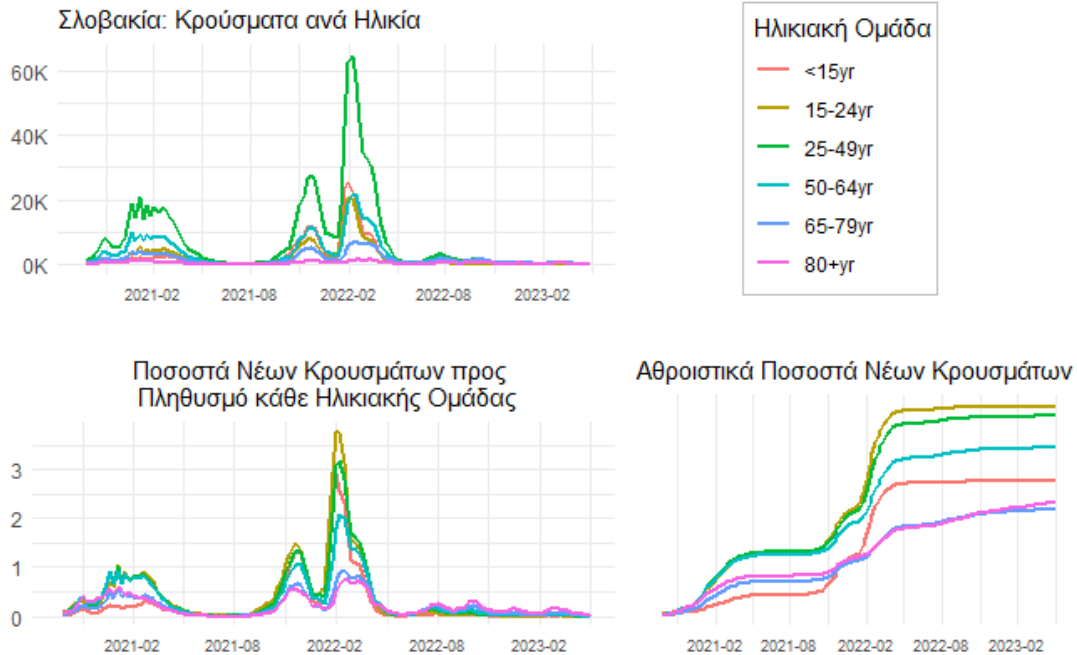 Σλοβακία: Κρούσματα ανά Ηλικία
60K
40K
20K
0K
2021-02 2021-08 2022-02 2022-08 2023-02
Ηλικιακή Ομάδα
<15yr
15-24yr
25-49yr
50-64yr
65-79yr
80+yr
Ποσοστά Νέων Κρουσμάτων προς
Πληθυσμό κάθε Ηλικιακής Ομάδας
3
2
1
0
2021-02 2021-08 2022-02 2022-08 2023-02
Αθροιστικά Ποσοστά Νέων Κρουσμάτων
2021-02 2021-08 2022-02 2022-08 2023-02